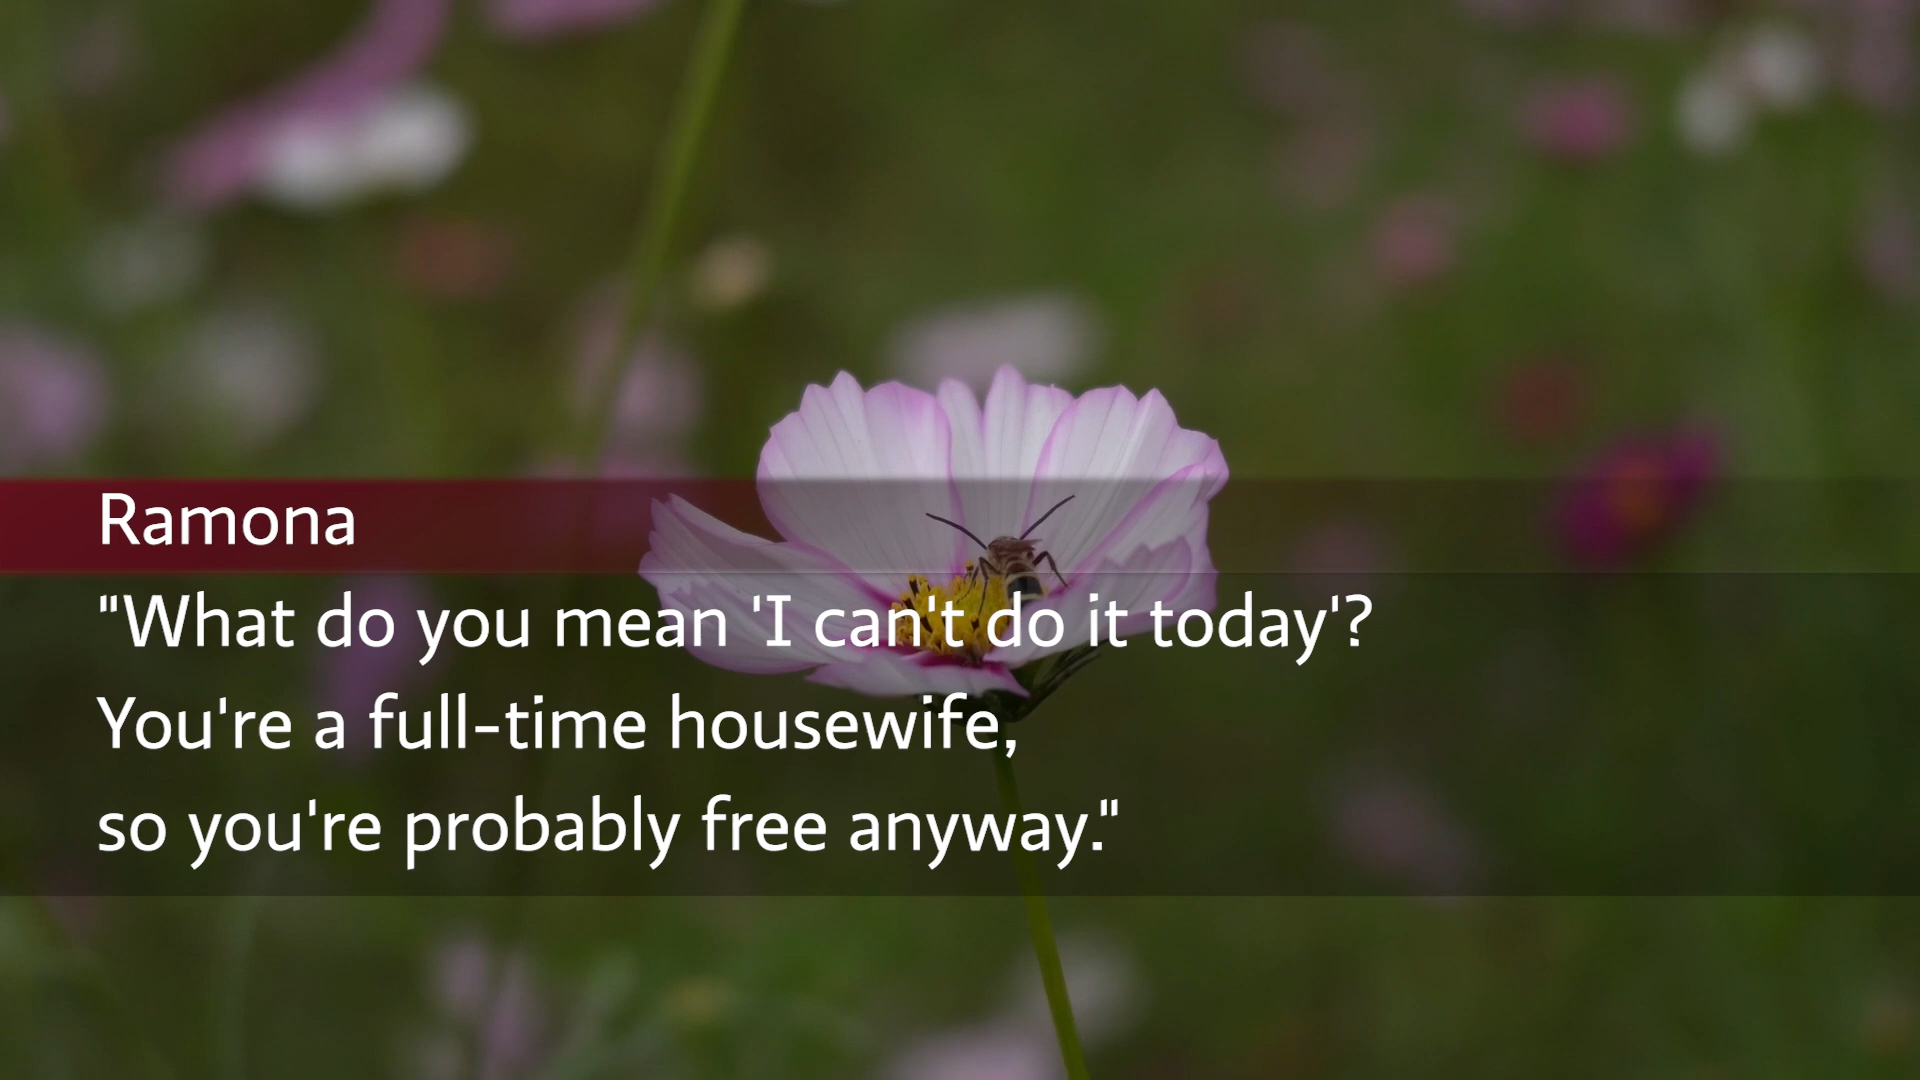 Ramona
"What do you mean 'I can't do it today'?
You're a full-time housewife,
so you're probably free anyway."